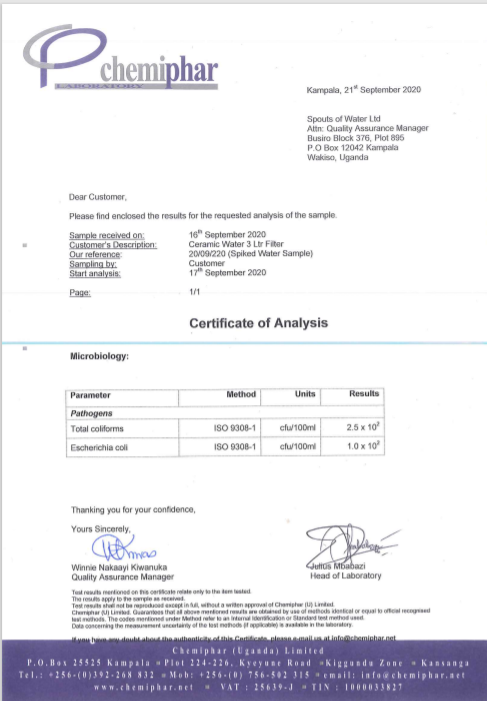 chemiphar
LABORATORY
Kampala, 21st September 2020
Spouts of Water Ltd
Attn: Quality Assurance Manager
Busiro Block 376, Plot 895
P.O Box 12042 Kampala
Wakiso, Uganda
Dear Customer,
Please find enclosed the results for the requested analysis of the sample.
Sample received on: 16th September 2020
Customer's Description: Ceramic Water 3 Ltr Filter
Our reference: 20/09/220 (Spiked Water Sample)
Sampling by: Customer
Start analysis: 17th September 2020
Page: 1/1
Certificate of Analysis
Microbiology:
Parameter Method Units Results
Pathogens
Total coliforms ISO 9308-1 cfu/100ml 2.5 x 10²
Escherichia coli ISO 9308-1 cfu/100ml 1.0 x 10²
Thanking you for your confidence,
Yours Sincerely,
Winnie Nakaayi Kiwanuka Julius Mbabazi
Quality Assurance Manager Head of Laboratory
Test results mentioned on this certificate relate only to the item tested.
The results apply to the sample as received.
Test results shall not be reproduced except in full, without a written approval of Chemiphar (U) Limited.
Chemiphar (U) Limited. Guarantees that all above mentioned results are obtained by use of methods identical or equal to official recognised
test methods. The codes mentioned under Method refer to an Internal Identification or Standard test method used.
Data concerning the measurement uncertainty of the test methods (if applicable) is available in the laboratory.
If you have any doubt about the authenticity of this Certificate, please e-mail us at info@chemiphar.net
Chemiphar (Uganda) Limited
P.O.Box 25525 Kampala Plot 224-226, Kyeyune Road Kiggundu Zone Kansanga
Tel.: +256-(0)392-268 832 Mob: +256-(0) 756-502 315 email: info@chemiphar.net
www.chemiphar.net VAT : 25639-J TIN : 1000033827